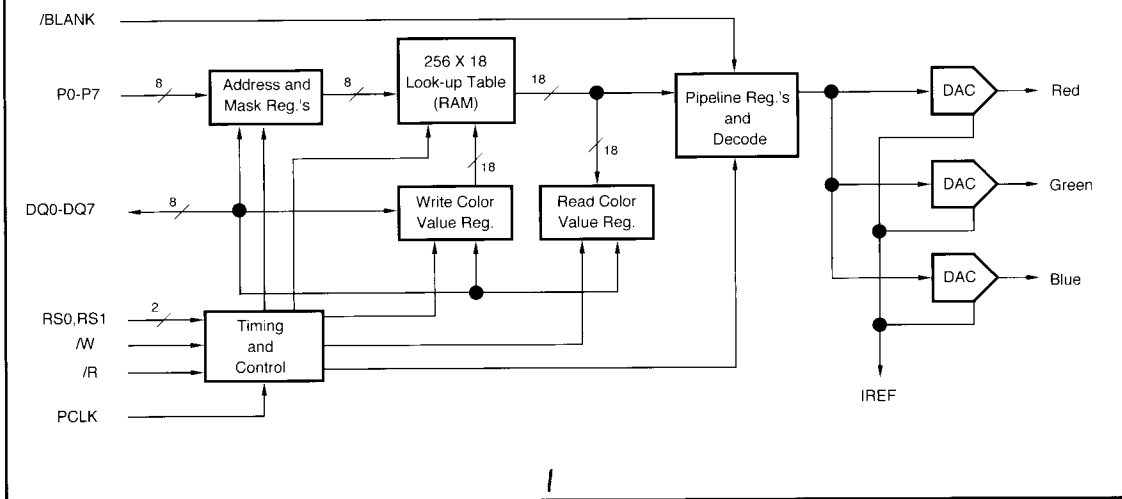 /BLANK
P0-P7
8
Address and
Mask Reg.'s
8
256 X 18
Look-up Table
(RAM)
18
Pipeline Reg.'s
and
Decode
DAC
Red
18
18
DQ0-DQ7
8
Write Color
Value Reg.
Read Color
Value Reg.
DAC
Green
DAC
Blue
RS0,RS1
2
/W
/R
PCLK
Timing
and
Control
IREF
1